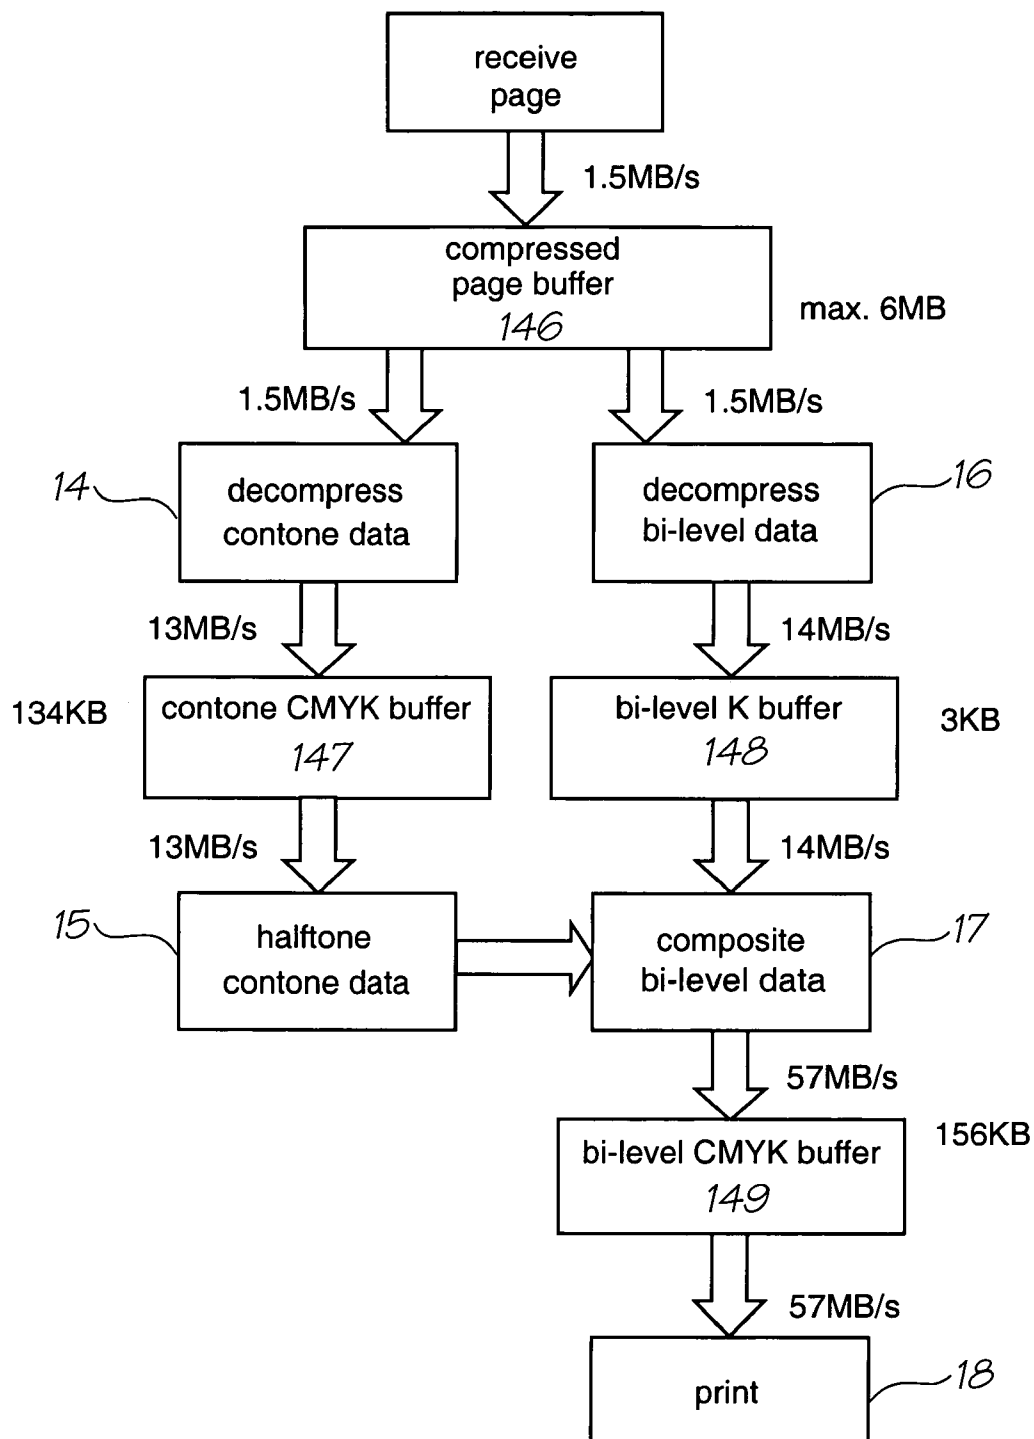 receive
page
1.5MB/s
compressed
page buffer
146
max. 6MB
1.5MB/s
1.5MB/s
14
decompress
contone data
decompress
bi-level data
16
13MB/s
14MB/s
134KB
contone CMYK buffer
147
bi-level K buffer
148
3KB
13MB/s
14MB/s
15
halftone
contone data
composite
bi-level data
17
57MB/s
bi-level CMYK buffer
149
156KB
57MB/s
print
18